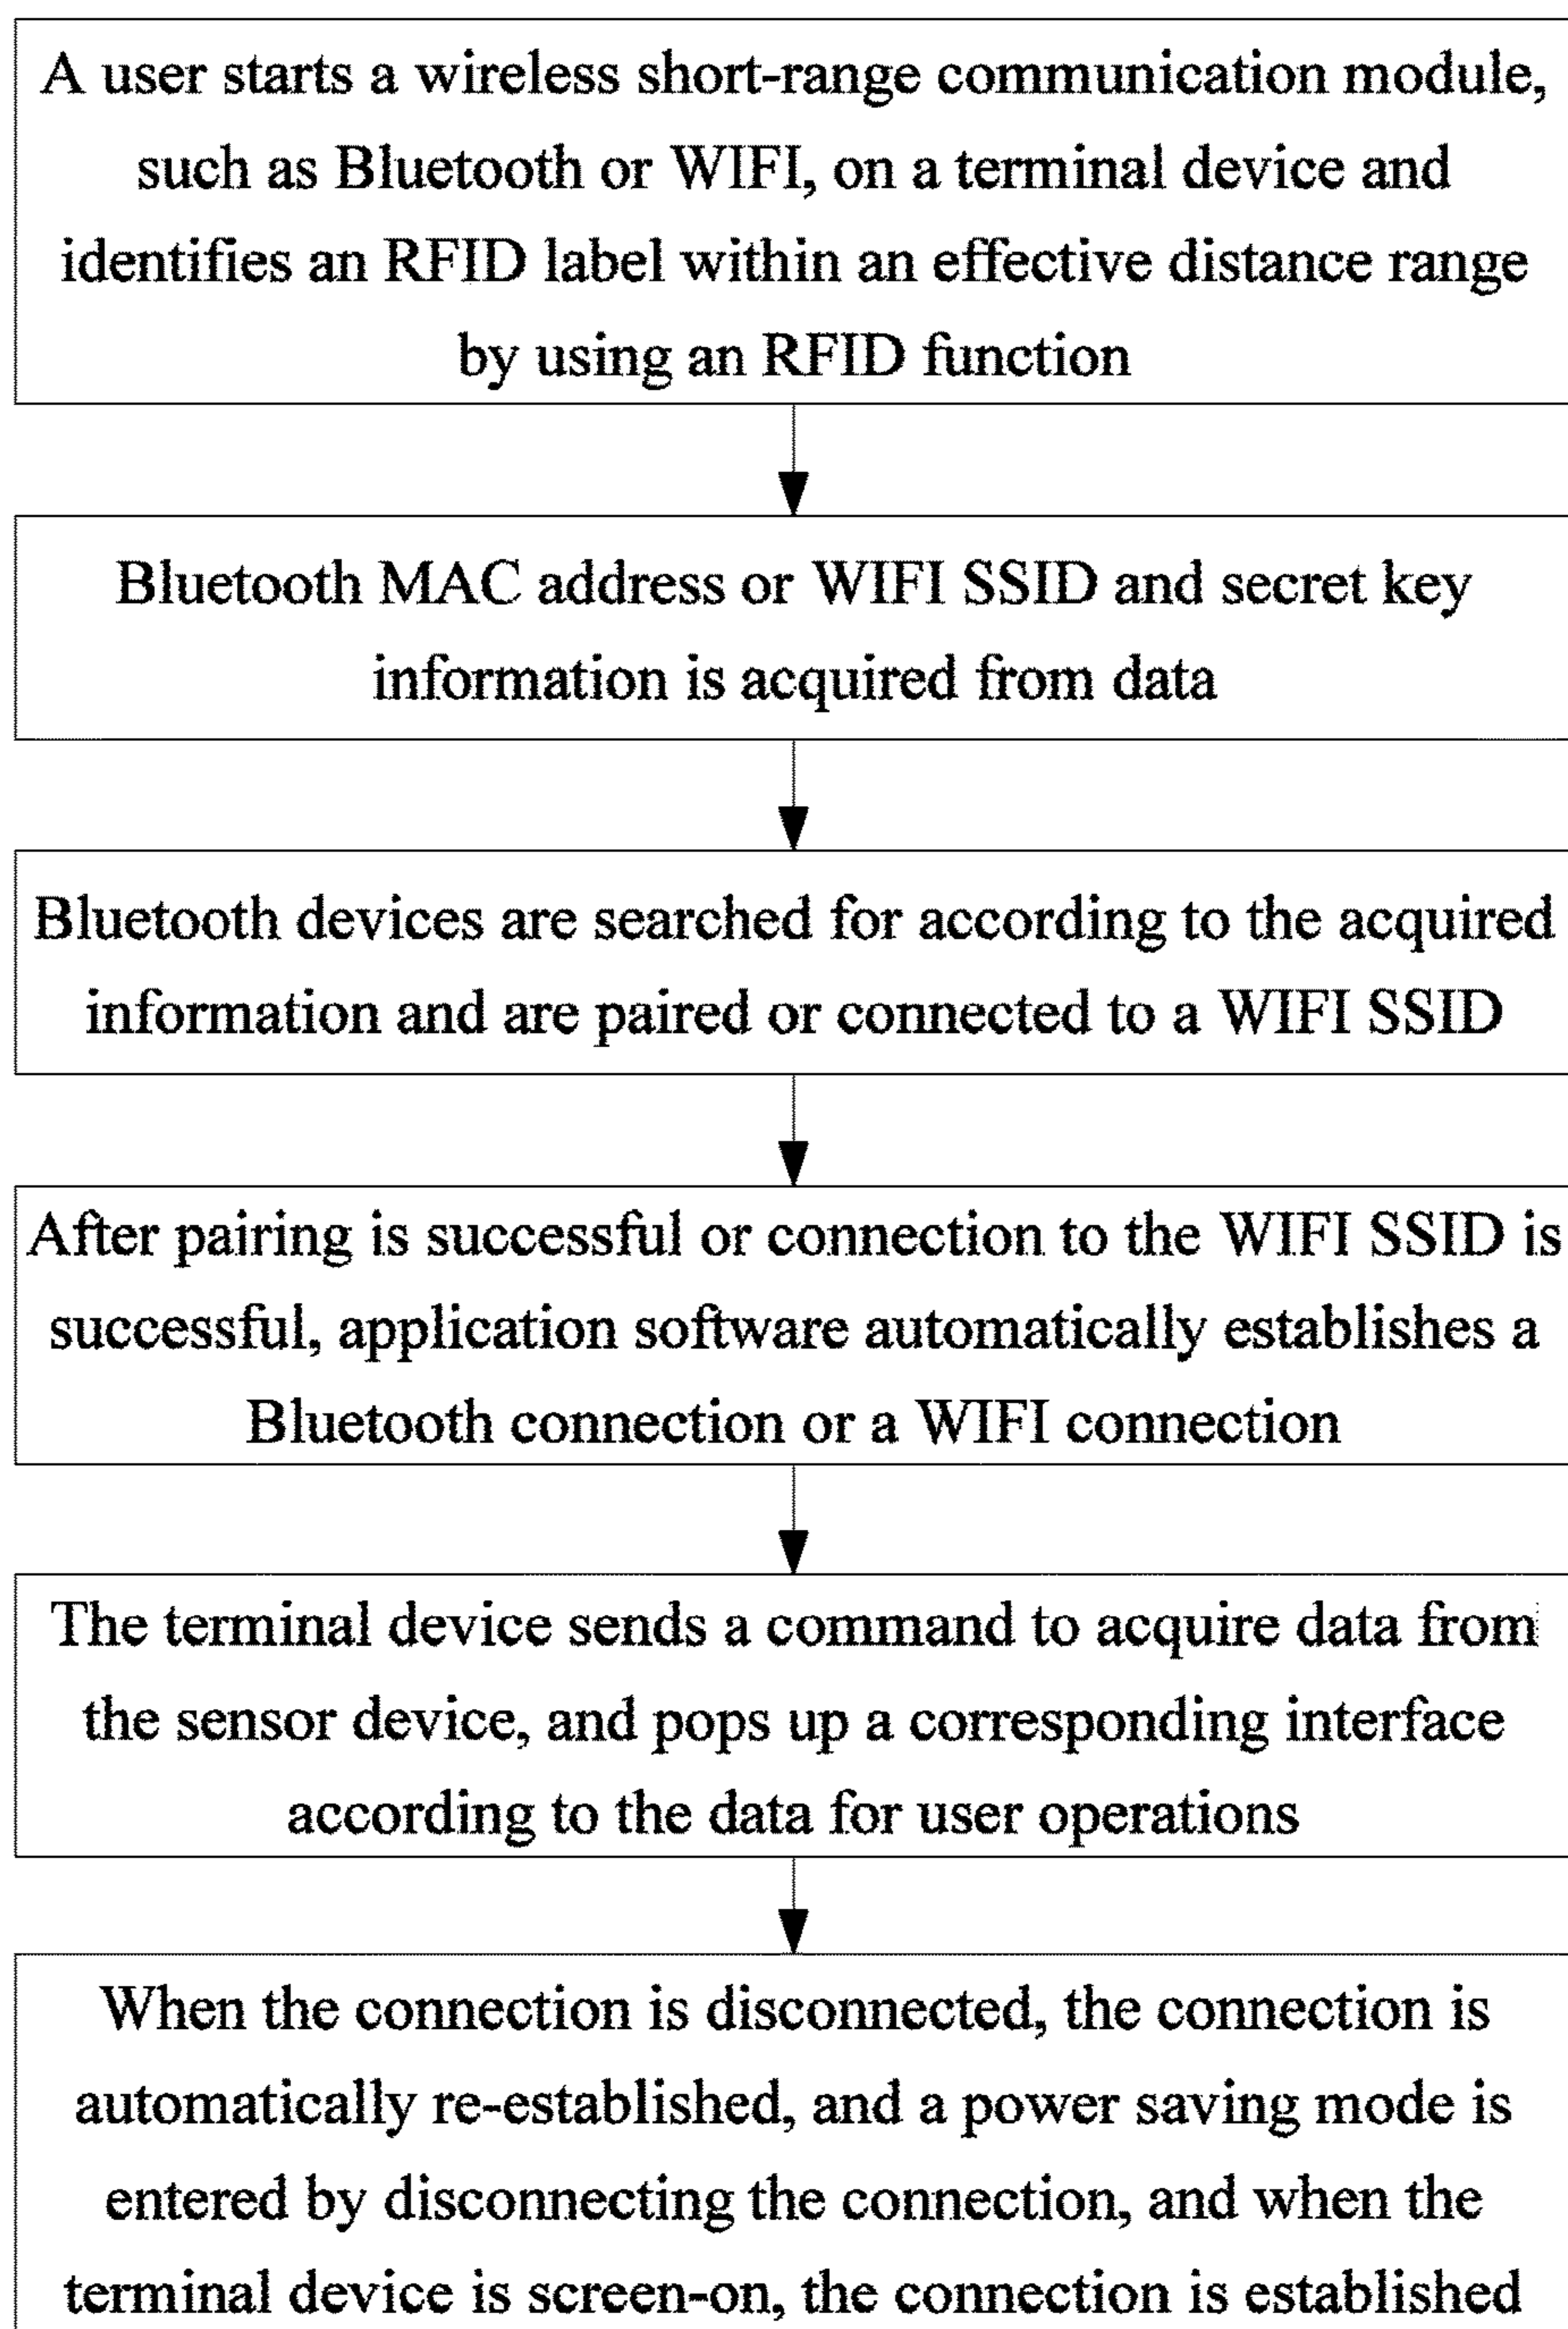 A user starts a wireless short-range communication module,
such as Bluetooth or WIFI, on a terminal device and
identifies an RFID label within an effective distance range
by using an RFID function
Bluetooth MAC address or WIFI SSID and secret key
information is acquired from data
Bluetooth devices are searched for according to the acquired
information and are paired or connected to a WIFI SSID
After pairing is successful or connection to the WIFI SSID is
successful, application software automatically establishes a
Bluetooth connection or a WIFI connection
The terminal device sends a command to acquire data from
the sensor device, and pops up a corresponding interface
according to the data for user operations
When the connection is disconnected, the connection is
automatically re-established, and a power saving mode is
entered by disconnecting the connection, and when the
terminal device is screen-on, the connection is established